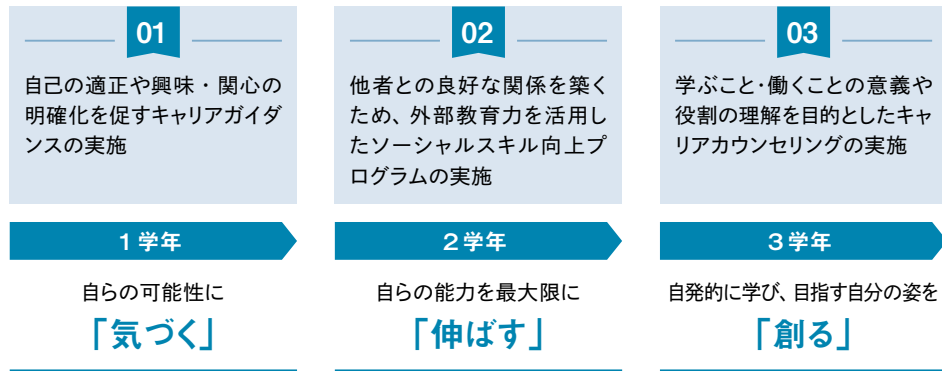 01
自己の適正や興味・関心の
明確化を促すキャリアガイダ
ンスの実施
02
他者との良好な関係を築く
ため、外部教育力を活用し
たソーシャルスキル向上プ
ログラムの実施
03
学ぶこと・働くことの意義や
役割の理解を目的としたキャ
リアカウンセリングの実施
1学年
自らの可能性に
「気づく」
2学年
自らの能力を最大限に
「伸ばす」
3学年
自発的に学び、目指す自分の姿を
「創る」